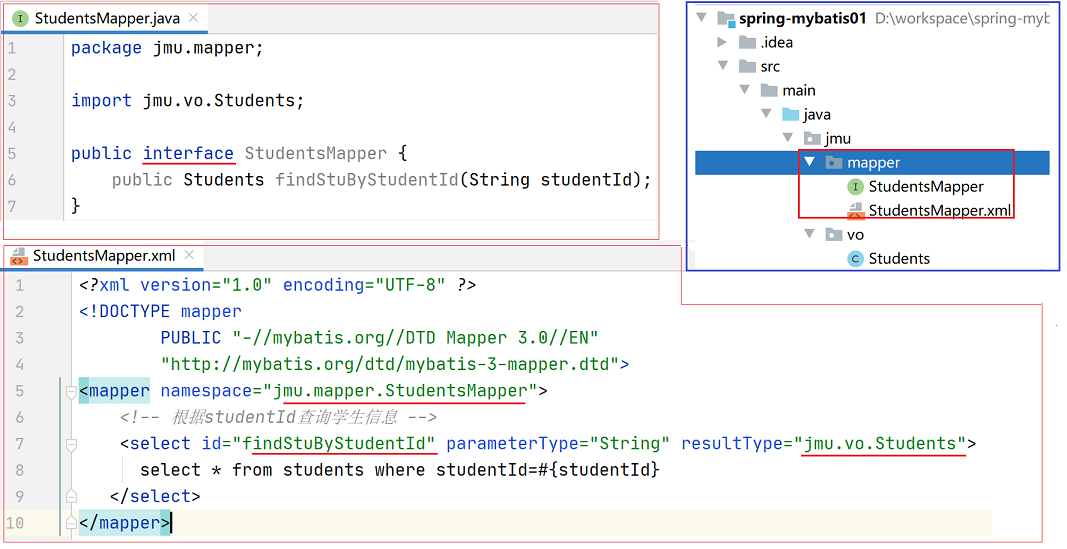 StudentsMapper.java
1 package jmu.mapper;
2
3 import jmu.vo.Students;
4
5 public interface StudentsMapper {
6 public Students findStuByStudentId(String studentId);
7 }
spring-mybatis01 D:\workspace\spring-myb
.idea
src
main
java
jmu
mapper
StudentsMapper
StudentsMapper.xml
vo
Students
StudentsMapper.xml
1 <?xml version="1.0" encoding="UTF-8" ?>
2 <!DOCTYPE mapper
3 PUBLIC "-//mybatis.org//DTD Mapper 3.0//EN"
4 "http://mybatis.org/dtd/mybatis-3-mapper.dtd">
5 <mapper namespace="jmu.mapper.StudentsMapper">
6 <!-- 根据studentId查询学生信息 -->
7 <select id="findStuByStudentId" parameterType="String" resultType="jmu.vo.Students">
8 select * from students where studentId=#{studentId}
9 </select>
10 </mapper>